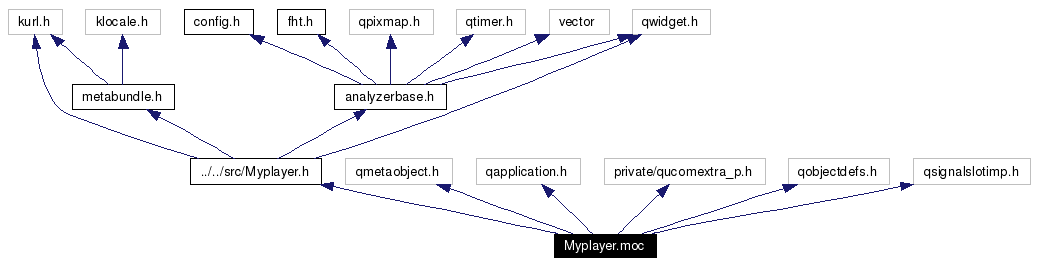 kurl.h
klocale.h
config.h
fht.h
qpixmap.h
qtimer.h
vector
qwidget.h
metabundle.h
analyzerbase.h
../../src/Myplayer.h
qmetaobject.h
qapplication.h
private/qucomextra_p.h
qobjectdefs.h
qsignalslotimp.h
Myplayer.moc